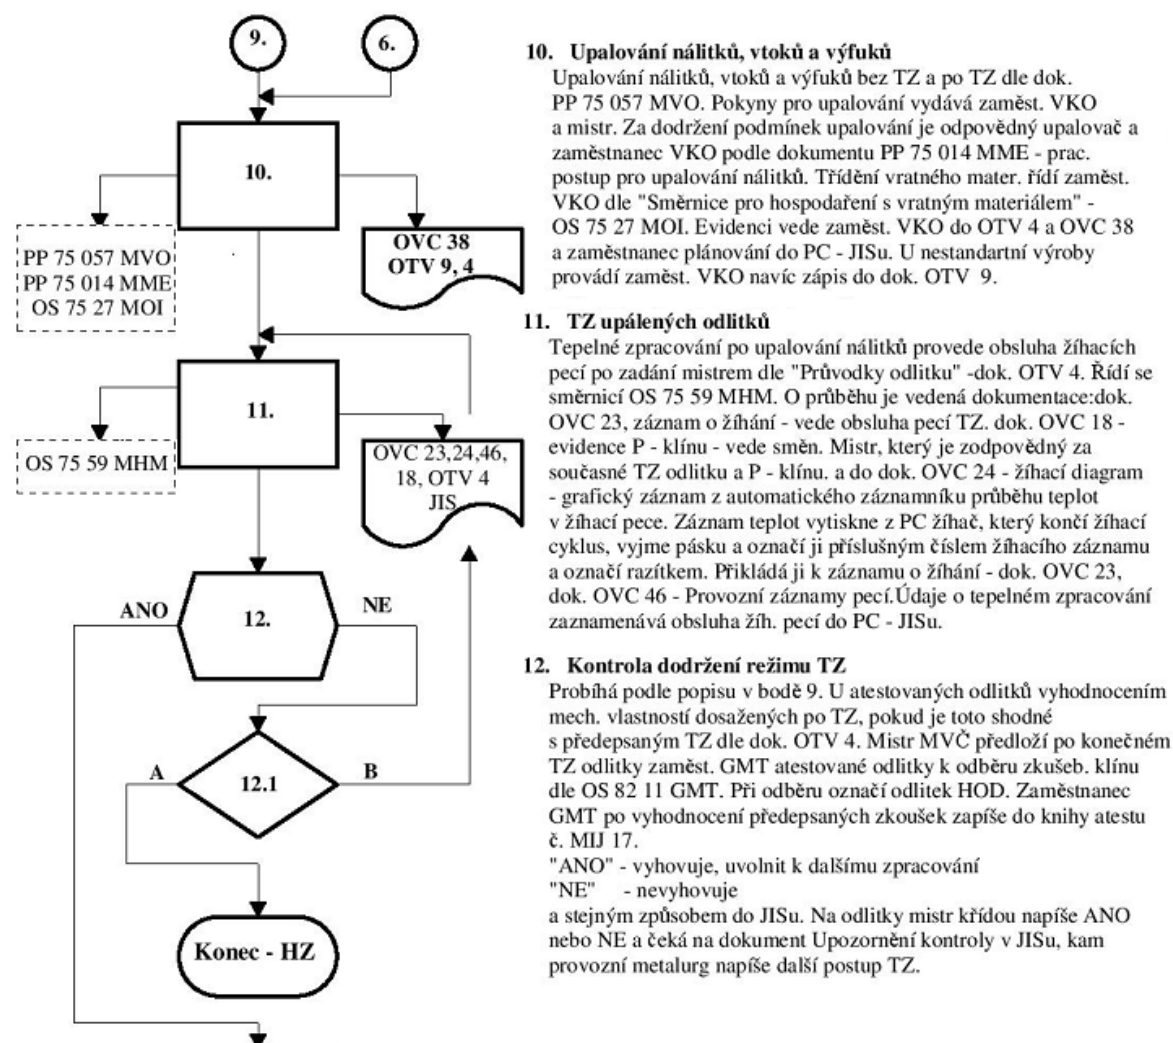 9.
6.
10.
PP 75 057 MVO
PP 75 014 MME
OS 75 27 MOI
OVC 38
OTV 9, 4
11.
OS 75 59 MHM
OVC 23,24,46,
18, OTV 4
JIS
ANO
12.
NE
A
12.1
B
Konec - HZ
10. Upalování nálitků, vtoků a výfuků
Upalování nálitků, vtoků a výfuků bez TZ a po TZ dle dok.
PP 75 057 MVO. Pokyny pro upalování vydává zaměst. VKO
a mistr. Za dodržení podmínek upalování je odpovědný upalovač a
zaměstnanec VKO podle dokumentu PP 75 014 MME - prac.
postup pro upalování nálitků. Třídění vratného mater. řídí zaměst.
VKO dle "Směrnice pro hospodaření s vratným materiálem" -
OS 75 27 MOI. Evidenci vede zaměst. VKO do OTV 4 a OVC 38
a zaměstnanec plánování do PC - JISu. U nestandartní výroby
provádí zaměst. VKO navíc zápis do dok. OTV 9.
11. TZ upálených odlitků
Tepelné zpracování po upalování nálitků provede obsluha žíhacích
pecí po zadání mistrem dle "Průvodky odlitku" -dok. OTV 4. Řídí se
směrnicí OS 75 59 MHM. O průběhu je vedená dokumentace:dok.
OVC 23, záznam o žíhání - vede obsluha pecí TZ. dok. OVC 18 -
evidence P - klínu - vede směn. Mistr, který je zodpovědný za
současné TZ odlitku a P - klínu. a do dok. OVC 24 - žíhací diagram
- grafický záznam z automatického záznamníku průběhu teplot
v žíhací pece. Záznam teplot vytiskne z PC žíhač, který končí žíhací
cyklus, vyjme pásku a označí ji příslušným číslem žíhacího záznamu
a označí razítkem. Přikládá ji k záznamu o žíhání - dok. OVC 23,
dok. OVC 46 - Provozní záznamy pecí.Údaje o tepelném zpracování
zaznamenává obsluha žíh. pecí do PC - JISu.
12. Kontrola dodržení režimu TZ
Probíhá podle popisu v bodě 9. U atestovaných odlitků vyhodnocením
mech. vlastností dosažených po TZ, pokud je toto shodné
s předepsaným TZ dle dok. OTV 4. Mistr MVČ předloží po konečném
TZ odlitky zaměst. GMT atestované odlitky k odběru zkušeb. klínu
dle OS 82 11 GMT. Při odběru označí odlitek HOD. Zaměstnanec
GMT po vyhodnocení předepsaných zkoušek zapíše do knihy atestu
č. MIJ 17.
"ANO" - vyhovuje, uvolnit k dalšímu zpracování
"NE" - nevyhovuje
a stejným způsobem do JISu. Na odlitky mistr křídou napíše ANO
nebo NE a čeká na dokument Upozornění kontroly v JISu, kam
provozní metalurg napíše další postup TZ.